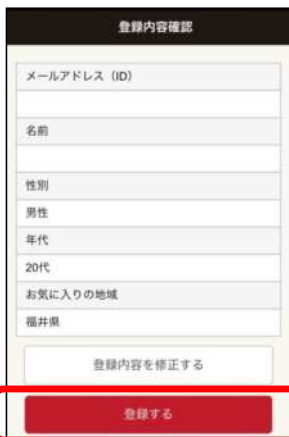 登録内容確認
メールアドレス（ID）
名前
性別
男性
年代
20代
お気に入りの地域
福井県
登録内容を修正する
登録する